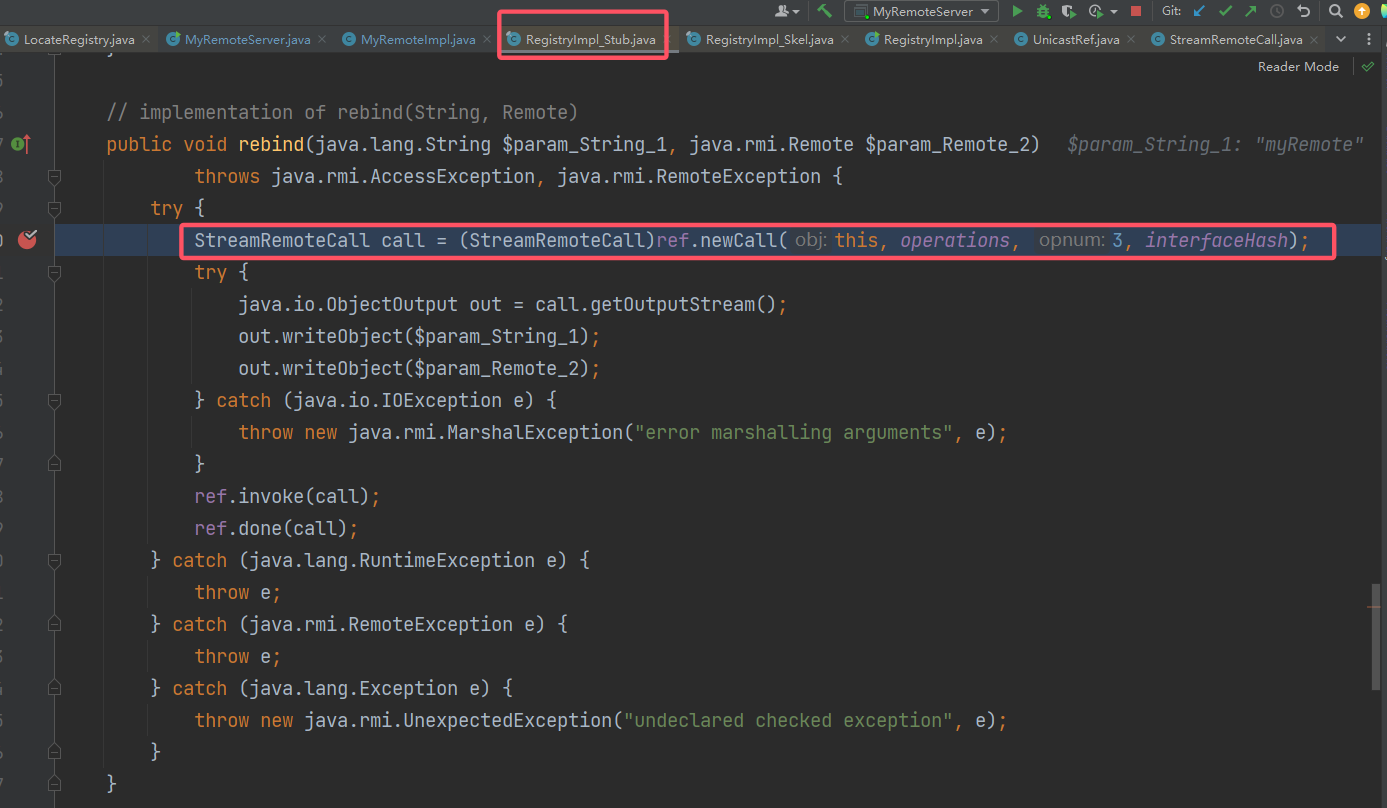 MyRemoteServer Git:
LocateRegistry.java MyRemoteServer.java MyRemoteImpl.java RegistryImpl_Stub.java RegistryImpl_Skel.java RegistryImpl.java UnicastRef.java StreamRemoteCall.java
Reader Mode
// implementation of rebind(String, Remote)
public void rebind(java.lang.String $param_String_1, java.rmi.Remote $param_Remote_2) $param_String_1: "myRemote"
throws java.rmi.AccessException, java.rmi.RemoteException {
try {
StreamRemoteCall call = (StreamRemoteCall)ref.newCall( obj: this, operations, opnum: 3, interfaceHash);
try {
java.io.ObjectOutput out = call.getOutputStream();
out.writeObject($param_String_1);
out.writeObject($param_Remote_2);
} catch (java.io.IOException e) {
throw new java.rmi.MarshalException("error marshalling arguments", e);
}
ref.invoke(call);
ref.done(call);
} catch (java.lang.RuntimeException e) {
throw e;
} catch (java.rmi.RemoteException e) {
throw e;
} catch (java.lang.Exception e) {
throw new java.rmi.UnexpectedException("undeclared checked exception", e);
}
}